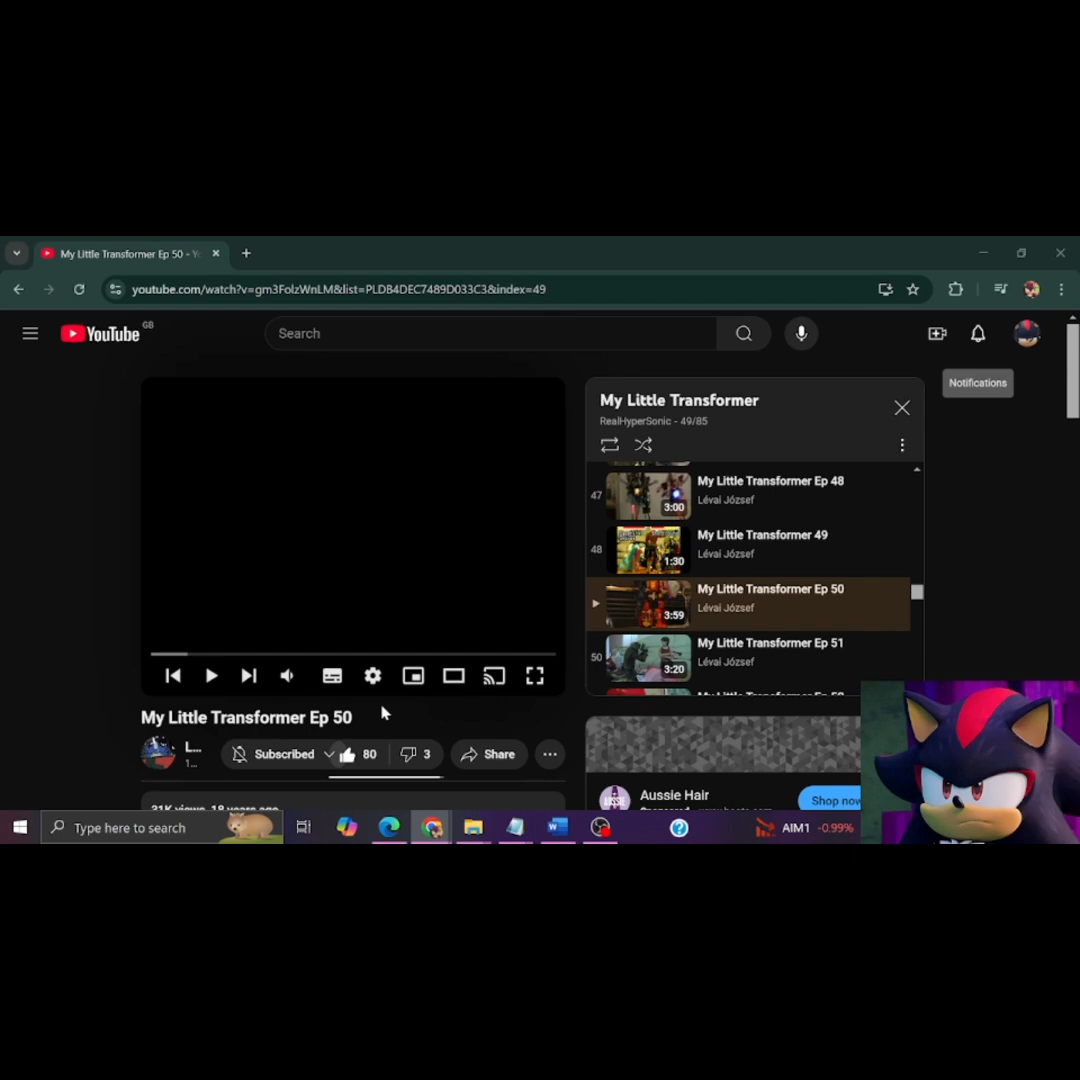 My Little Transformer Ep 50 - Yo
youtube.com/watch?v=gm3FolzWnLM&list=PLDB4DEC7489D033C3&index=49
YouTube GB
Search
Notifications
My Little Transformer
RealHyperSonic - 49/85
47
3:00
My Little Transformer Ep 48
Lévai József
48
1:30
My Little Transformer 49
Lévai József
3:59
My Little Transformer Ep 50
Lévai József
50
3:20
My Little Transformer Ep 51
Lévai József
My Little Transformer Ep 50
L...
1...
Subscribed
80
3
Share
31K views 18 years ago
AUSSIE
Aussie Hair
Sponsored
Shop now
Type here to search
AIM1 -0.99%